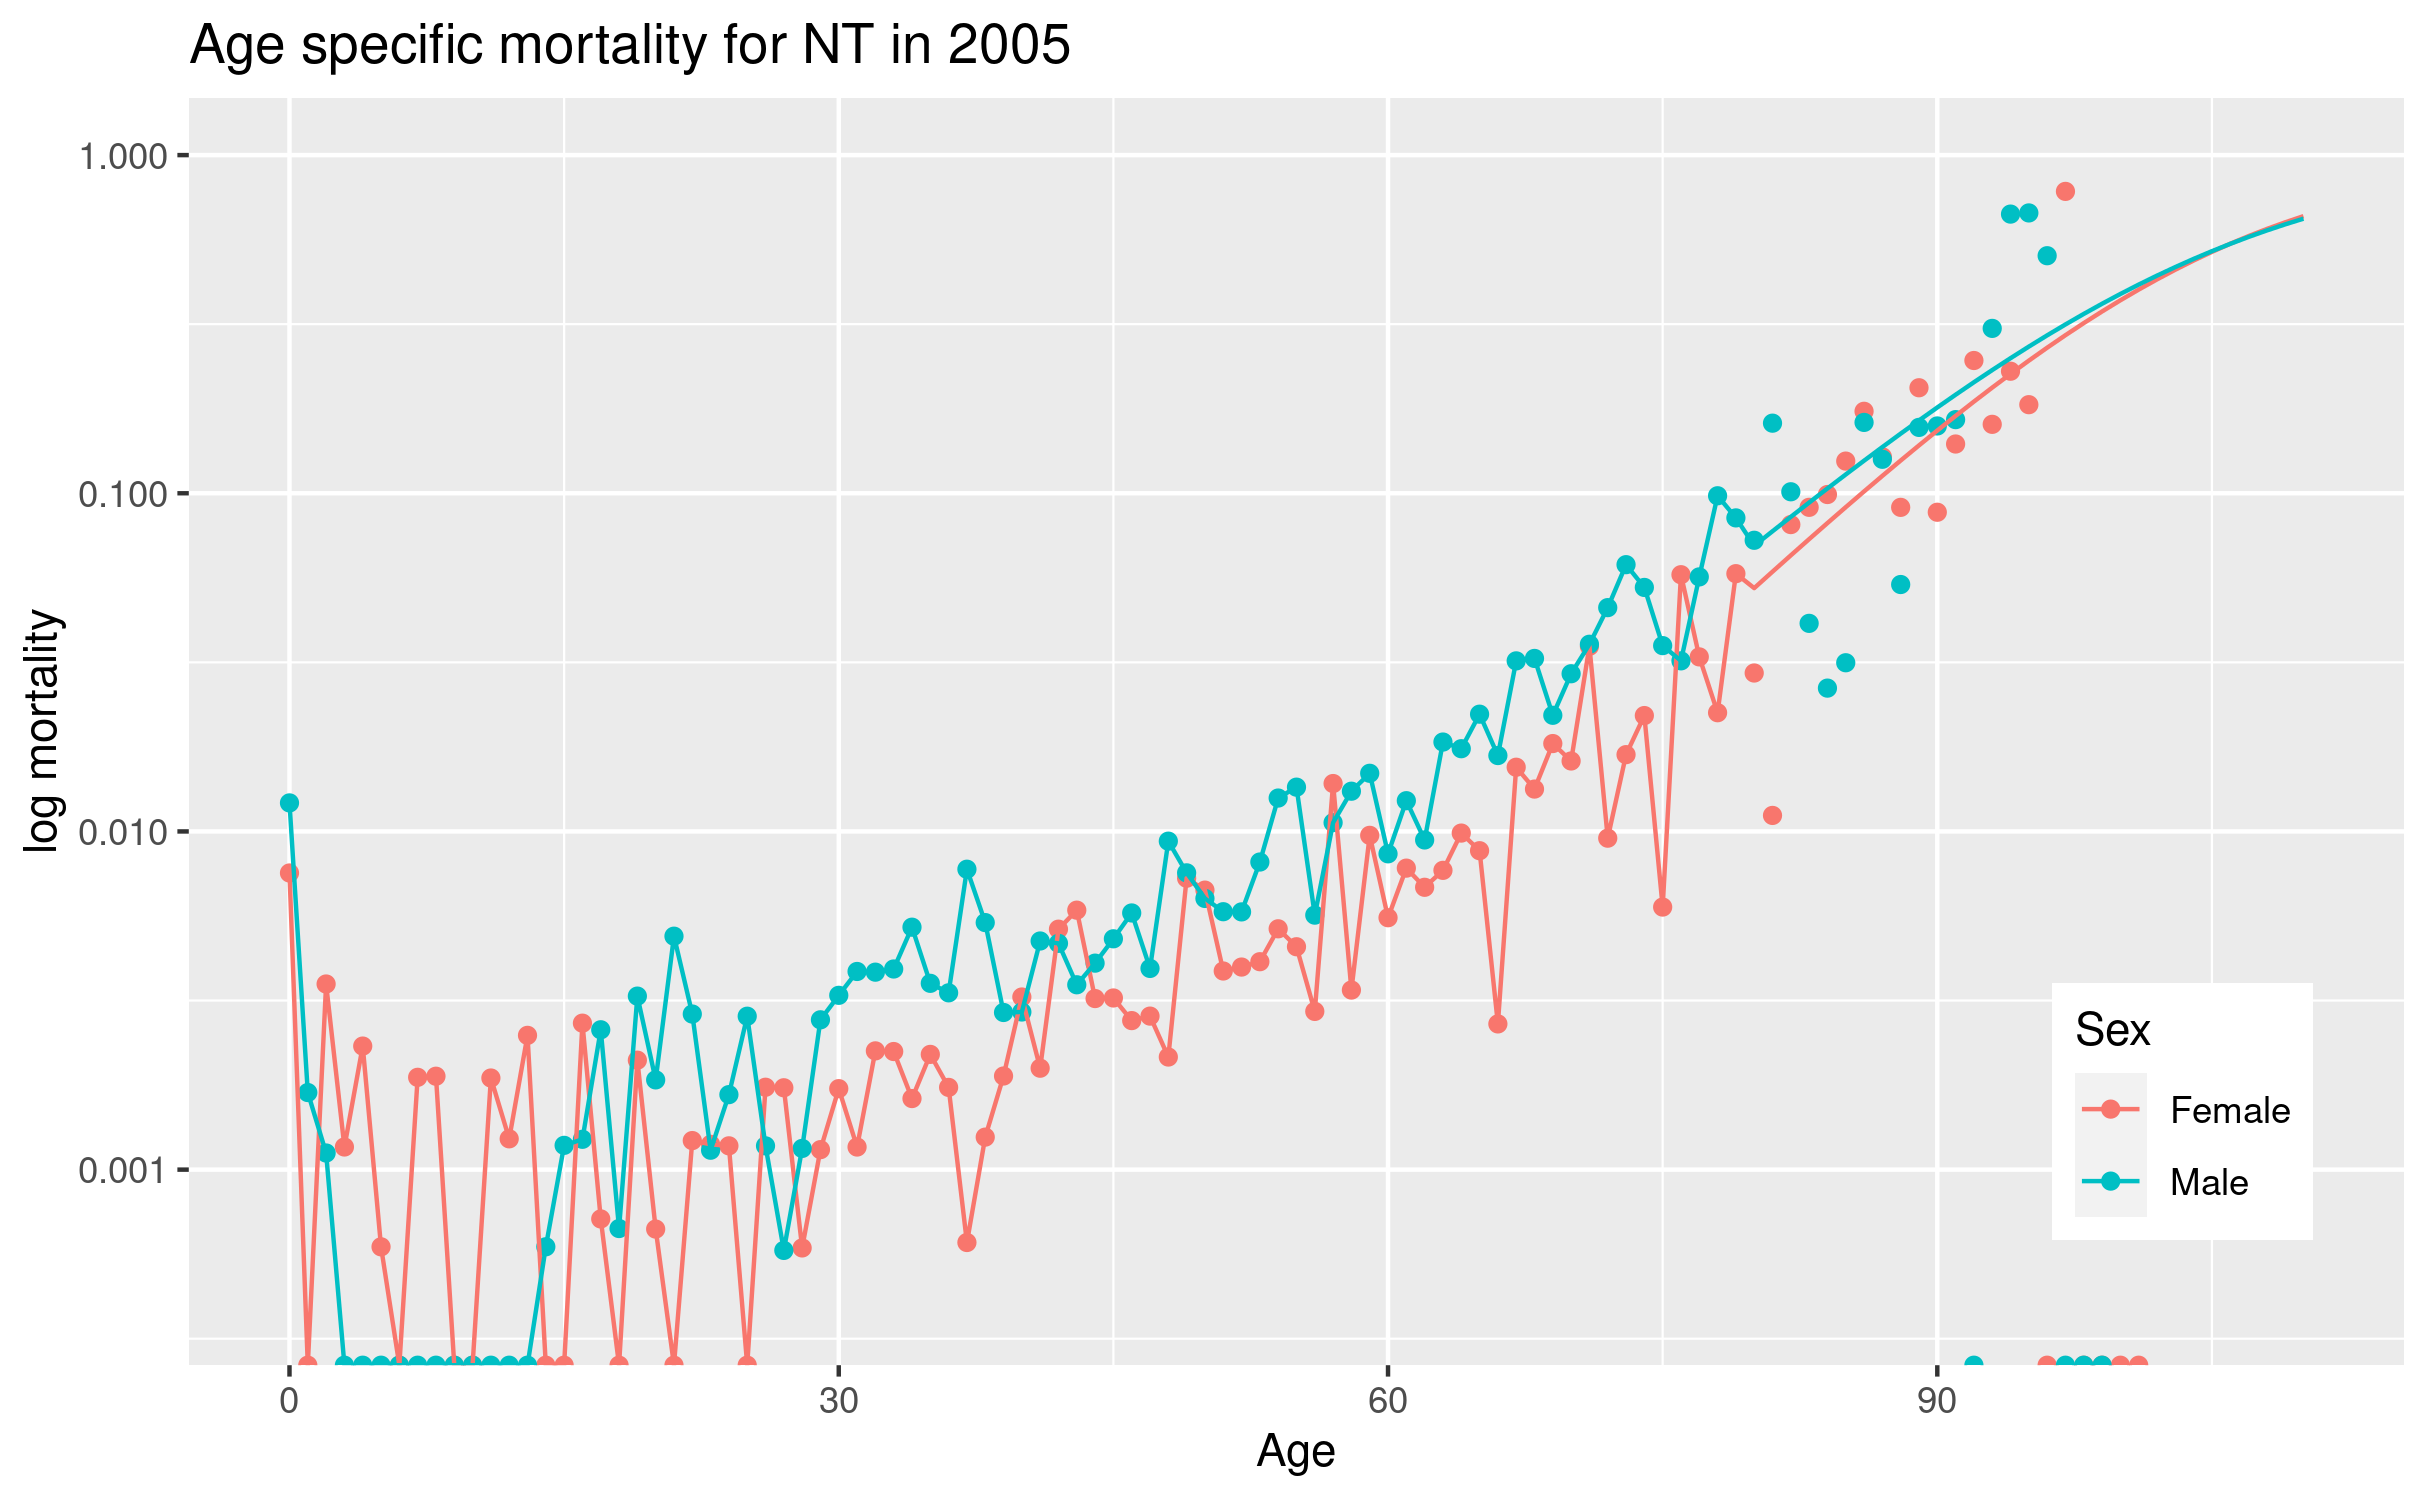 Age specific mortality for NT in 2005
log mortality
1.000
0.100
0.010
0.001
0
30
60
90
Age
Sex
Female
Male